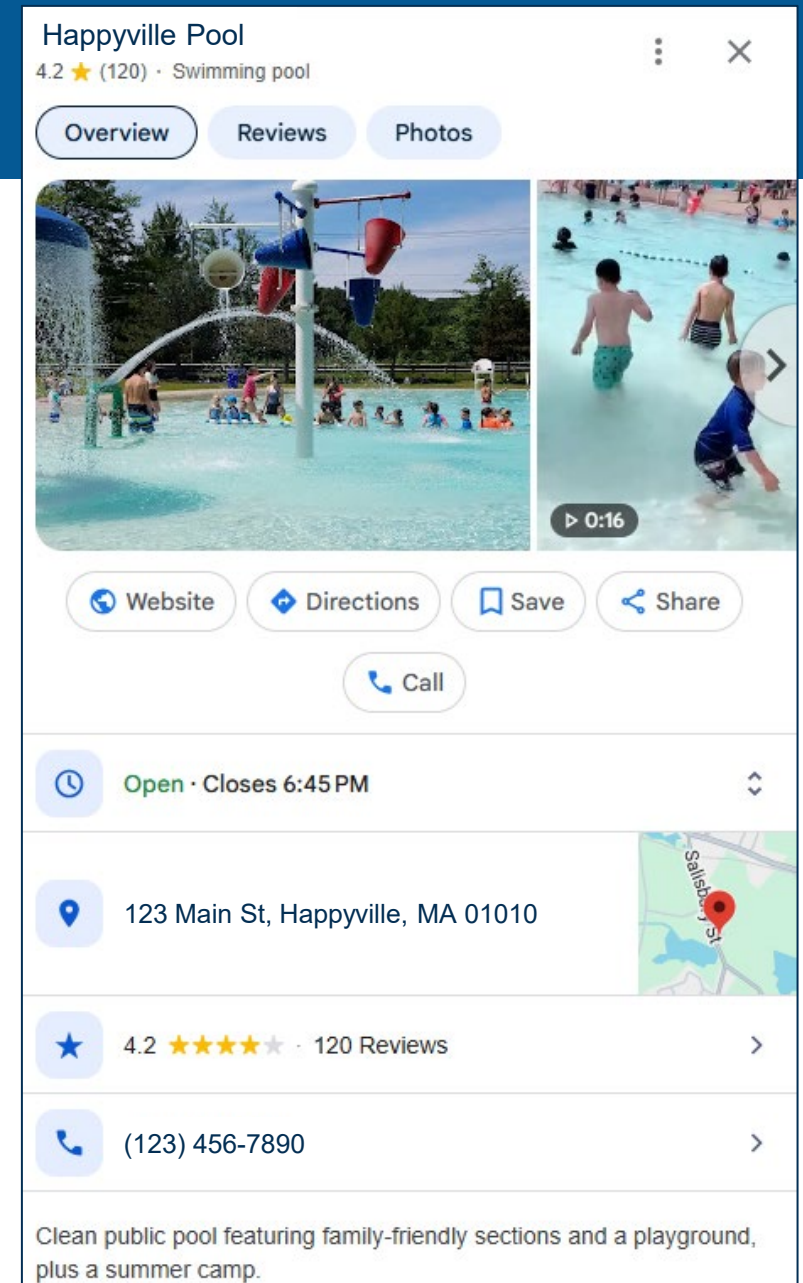 Happyville Pool
4.2 ★ (120) · Swimming pool
Overview Reviews Photos
0:16
Website Directions Save Share
Call
Open · Closes 6:45 PM
123 Main St, Happyville, MA 01010
Salisbury St
4.2 ★★★★★ · 120 Reviews
(123) 456-7890
Clean public pool featuring family-friendly sections and a playground,
plus a summer camp.